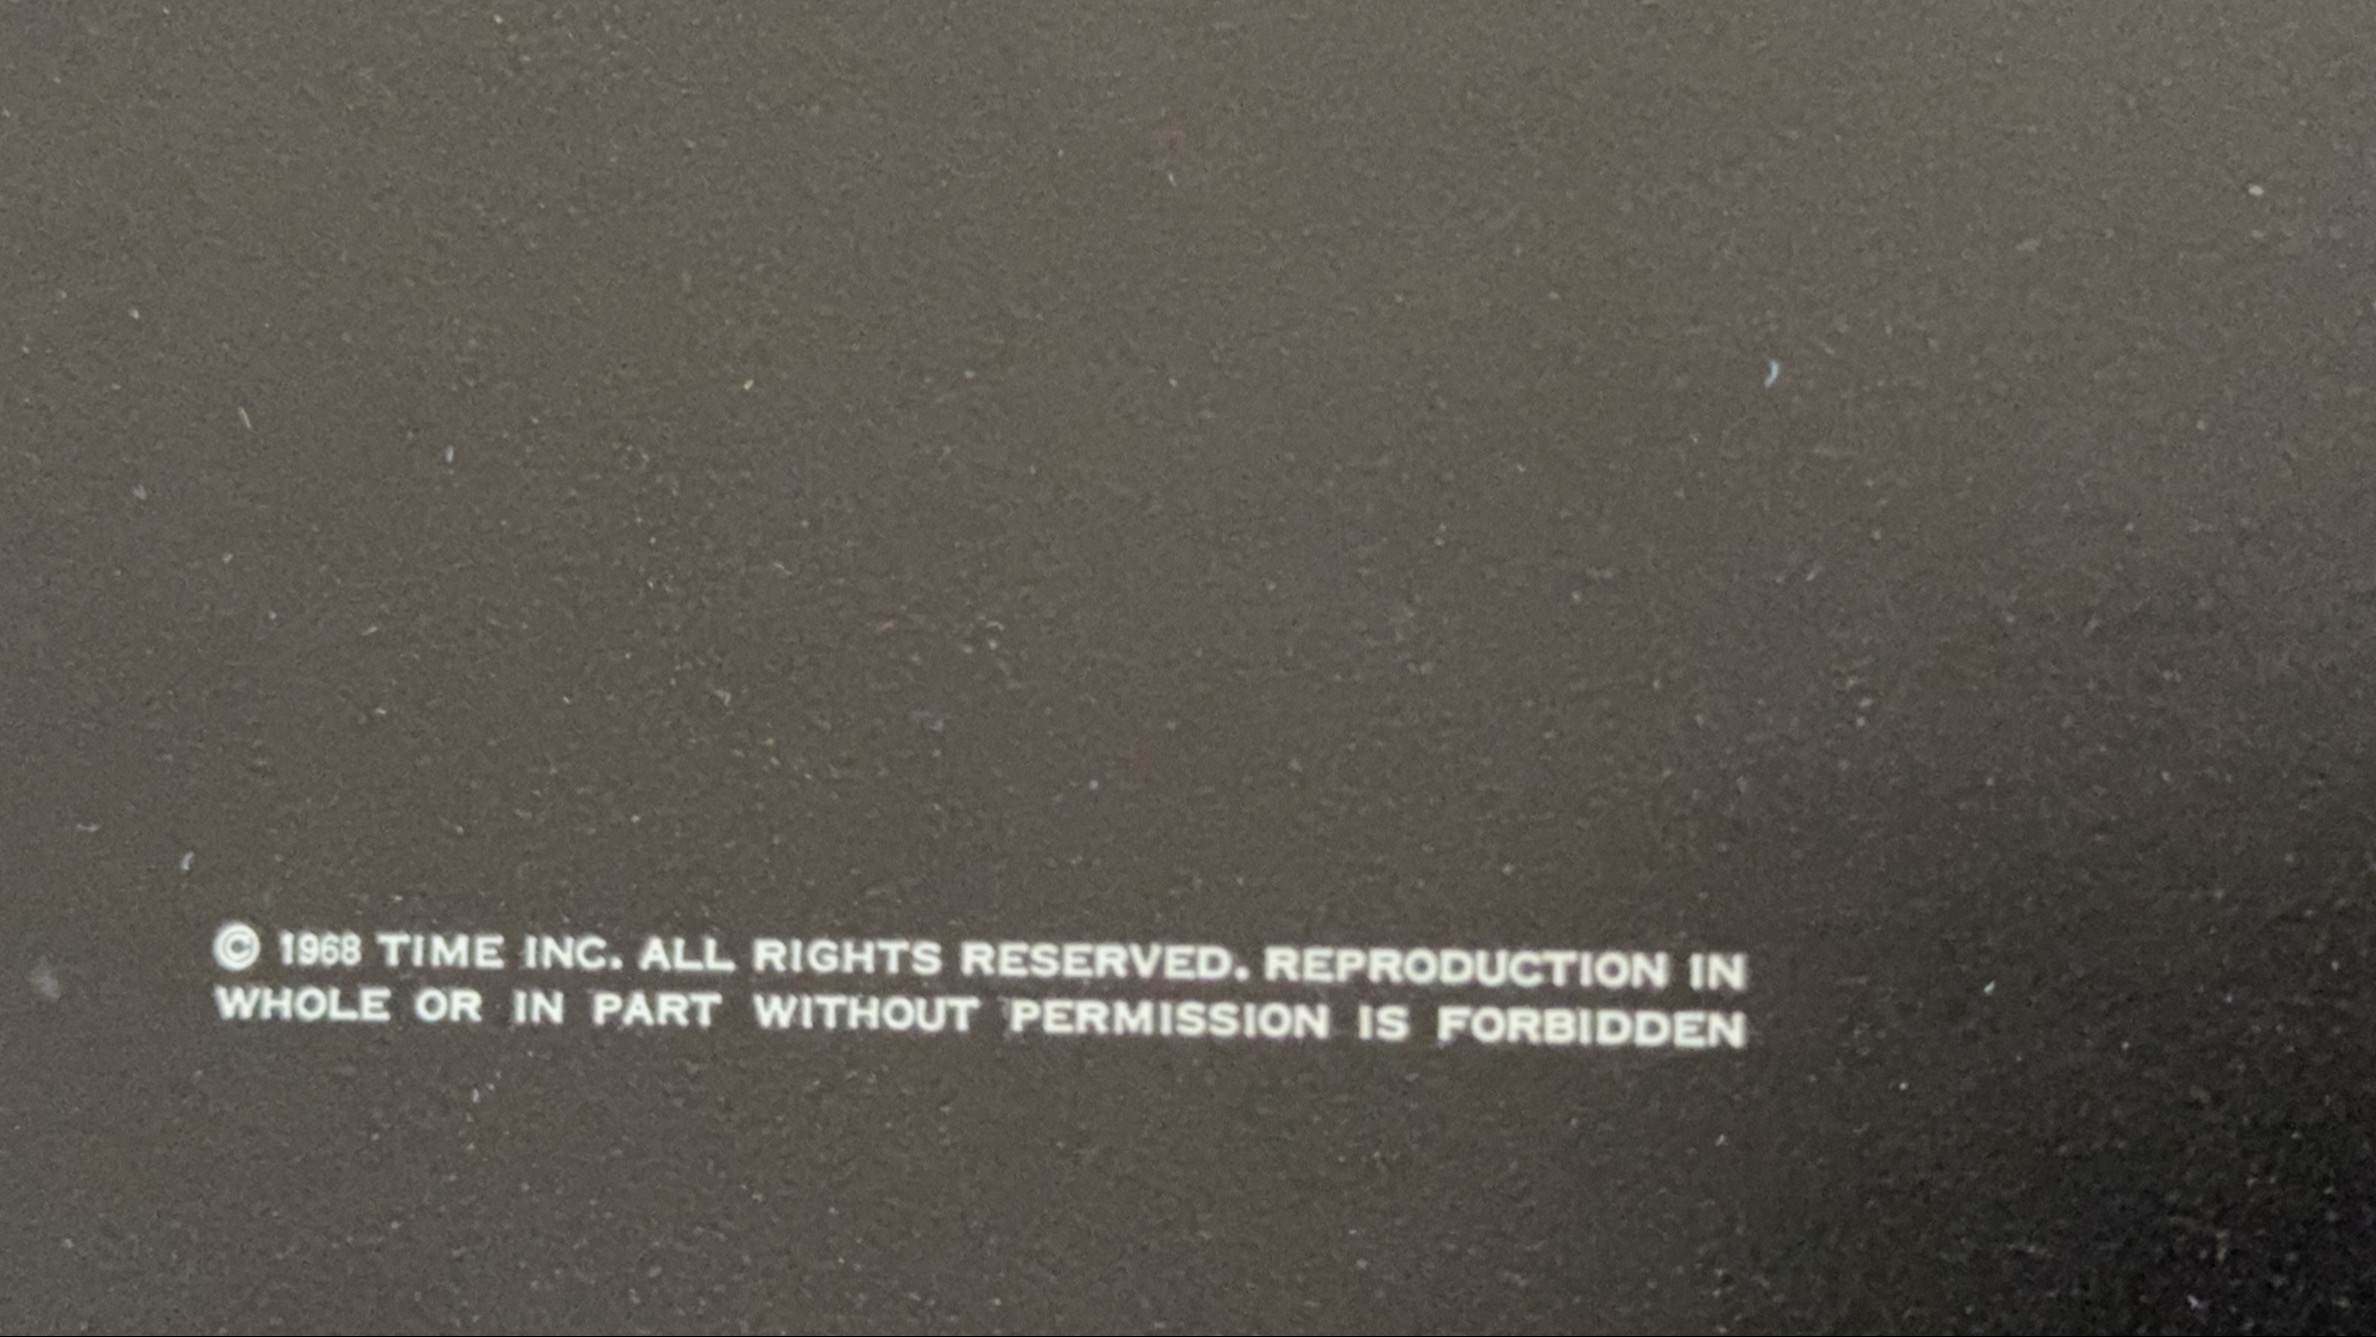 © 1968 TIME INC. ALL RIGHTS RESERVED. REPRODUCTION IN
WHOLE OR IN PART WITHOUT PERMISSION IS FORBIDDEN